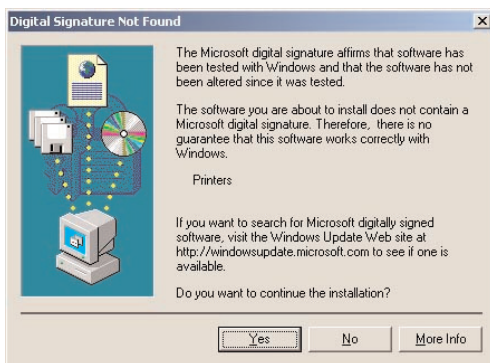 Digital Signature Not Found
The Microsoft digital signature affirms that software has
been tested with Windows and that the software has not
been altered since it was tested.
The software you are about to install does not contain a
Microsoft digital signature. Therefore, there is no
guarantee that this software works correctly with
Windows.
Printers
If you want to search for Microsoft digitally signed
software, visit the Windows Update Web site at
http://windowsupdate.microsoft.com to see if one is
available.
Do you want to continue the installation?
Yes No More Info